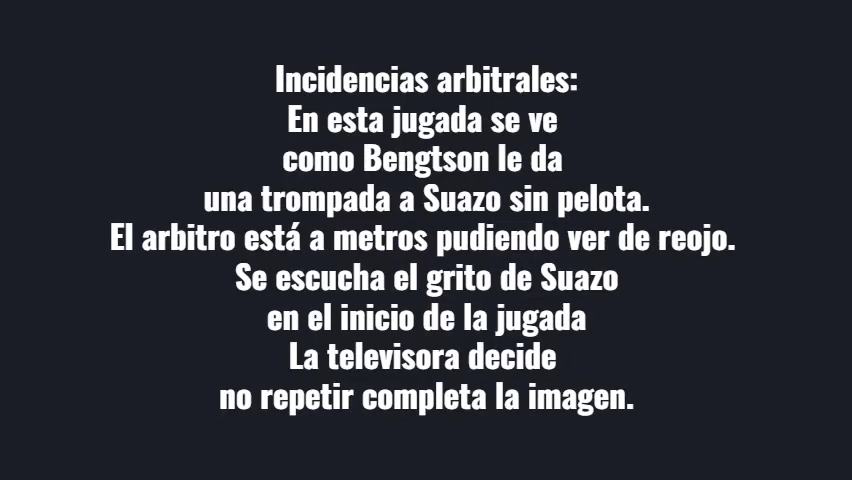 Incidencias arbitrales:
En esta jugada se ve
como Bengtson le da
una trompada a Suazo sin pelota.
El arbitro está a metros pudiendo ver de reojo.
Se escucha el grito de Suazo
en el inicio de la jugada
La televisora decide
no repetir completa la imagen.